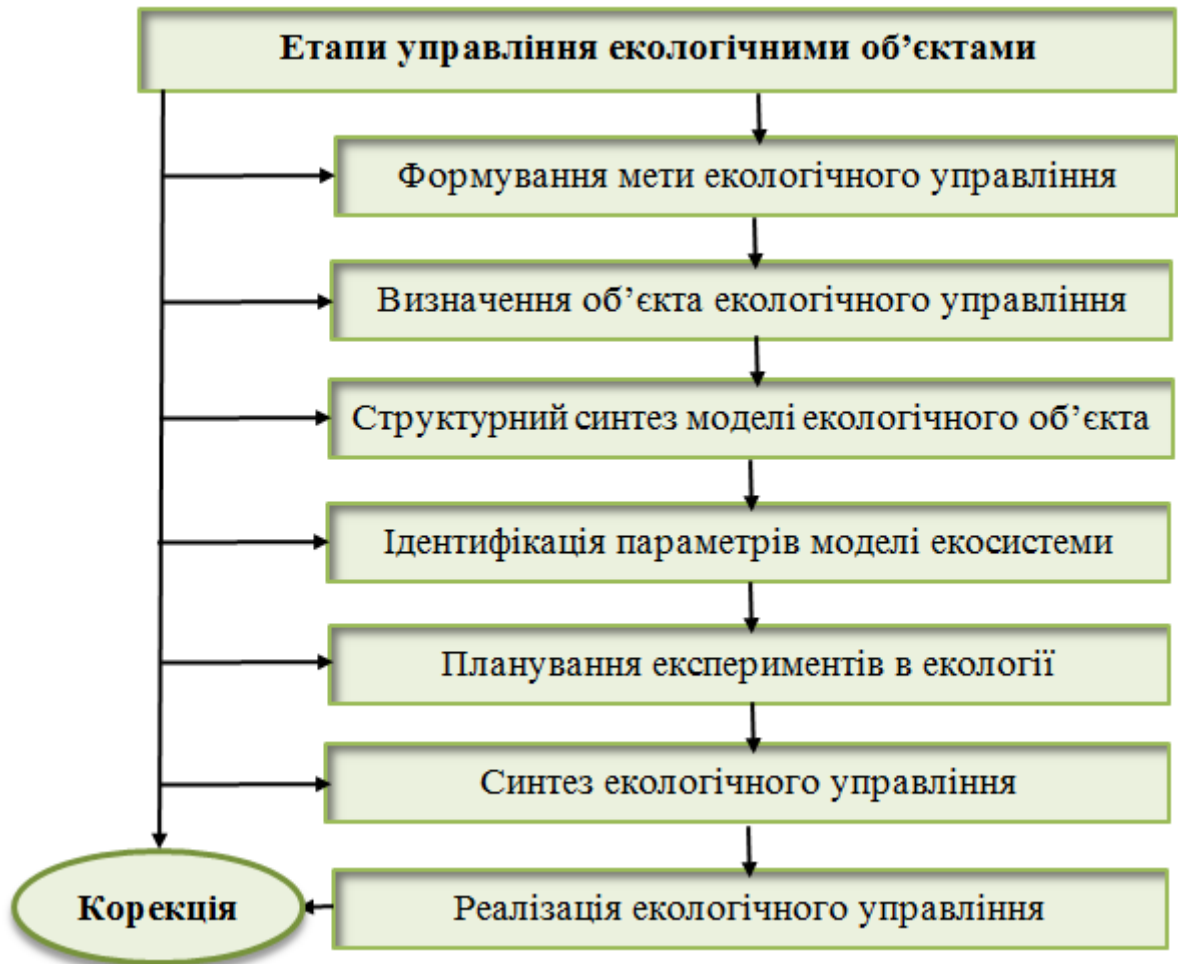 Етапи управління екологічними об’єктами
Формування мети екологічного управління
Визначення об’єкта екологічного управління
Структурний синтез моделі екологічного об’єкта
Ідентифікація параметрів моделі екосистеми
Планування експериментів в екології
Синтез екологічного управління
Реалізація екологічного управління
Корекція